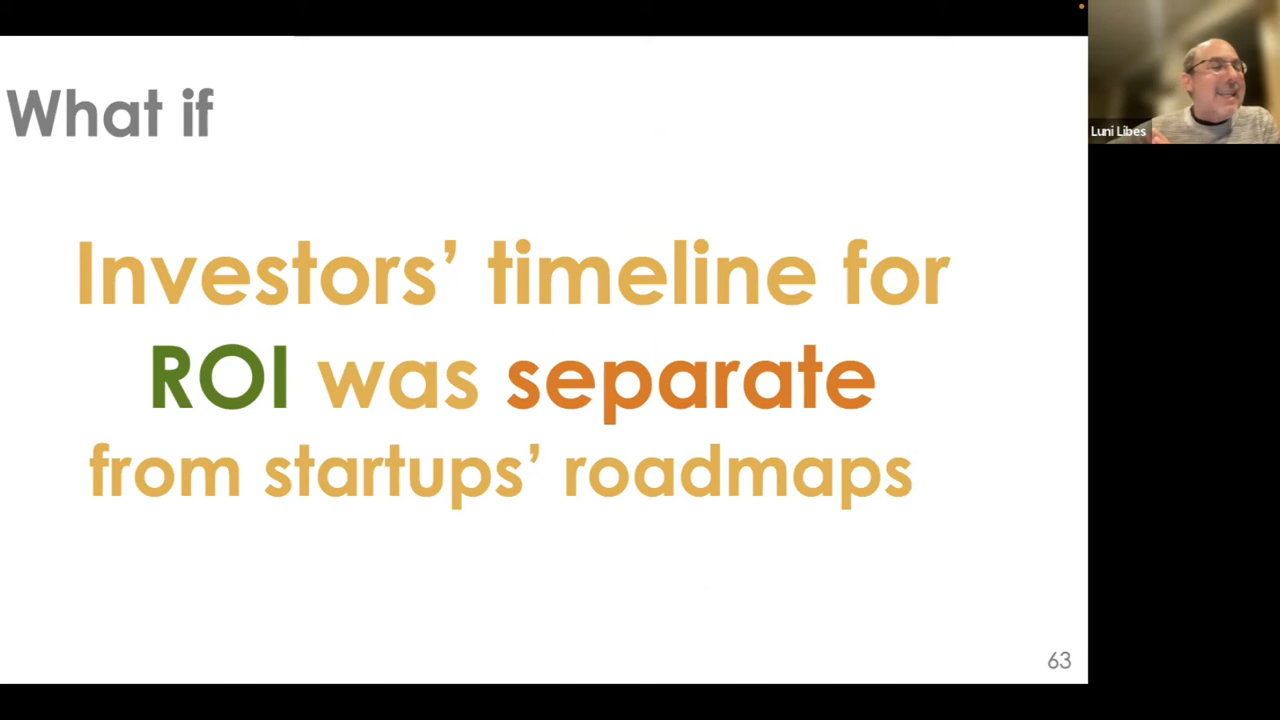 What if
Investors’ timeline for
ROI was separate
from startups’ roadmaps
63
Luni Libes